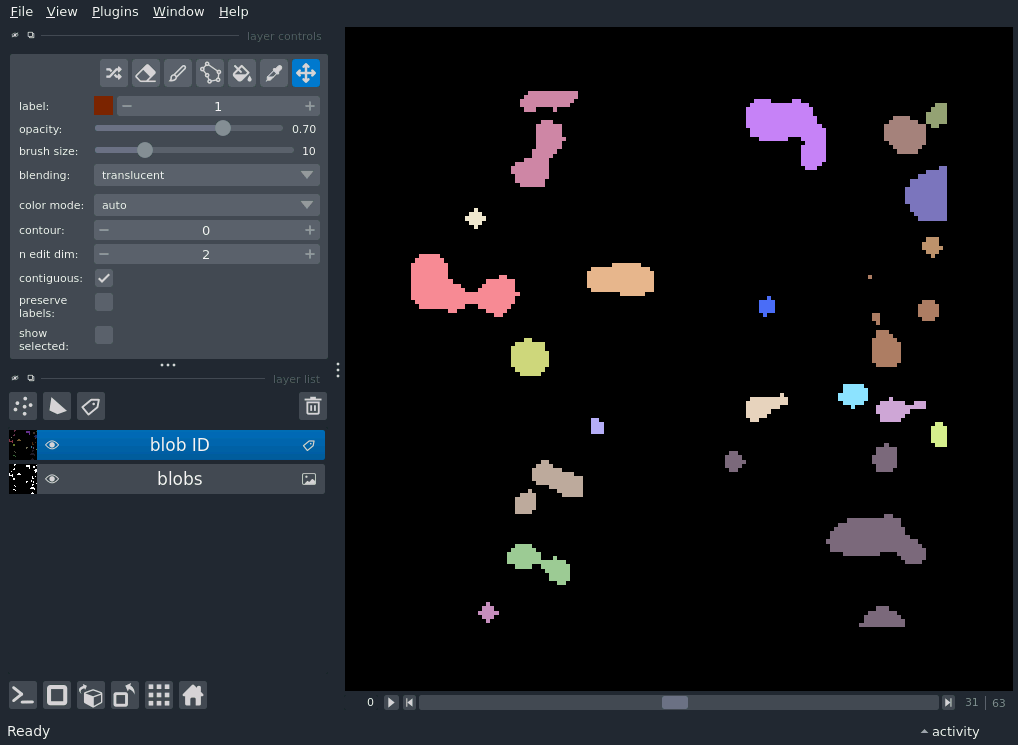 File View Plugins Window Help
layer controls
label: 1
opacity: 0.70
brush size: 10
blending: translucent
color mode: auto
contour: 0
n edit dim: 2
contiguous:
preserve
labels:
show
selected:
layer list
blob ID
blobs
0 31 | 63
Ready activity